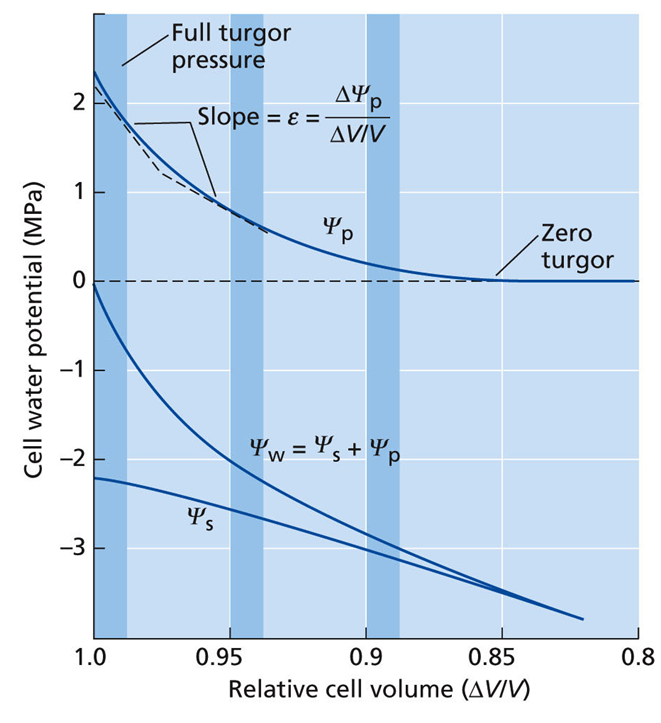 Full turgor
pressure
Slope = ε = ΔΨp / ΔV/V
Ψp
Zero
turgor
Ψw = Ψs + Ψp
Ψs
Cell water potential (MPa)
2
1
0
–1
–2
–3
1.0 0.95 0.9 0.85 0.8
Relative cell volume (ΔV/V)